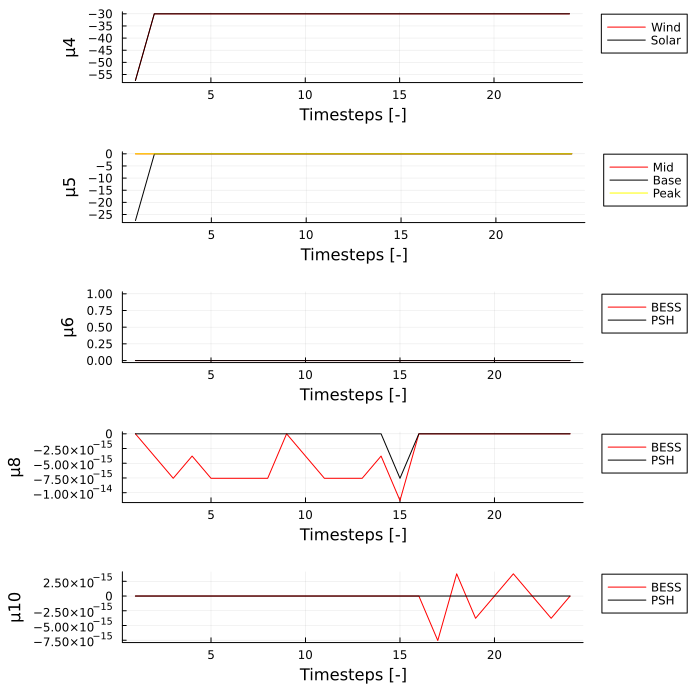 μ4
−30
−35
−40
−45
−50
−55
5
10
15
20
Timesteps [-]
Wind
Solar
μ5
0
−5
−10
−15
−20
−25
5
10
15
20
Timesteps [-]
Mid
Base
Peak
μ6
1.00
0.75
0.50
0.25
0.00
5
10
15
20
Timesteps [-]
BESS
PSH
μ8
0
−2.50×10⁻¹⁵
−5.00×10⁻¹⁵
−7.50×10⁻¹⁵
−1.00×10⁻¹⁴
5
10
15
20
Timesteps [-]
BESS
PSH
μ10
2.50×10⁻¹⁵
0
−2.50×10⁻¹⁵
−5.00×10⁻¹⁵
−7.50×10⁻¹⁵
5
10
15
20
Timesteps [-]
BESS
PSH